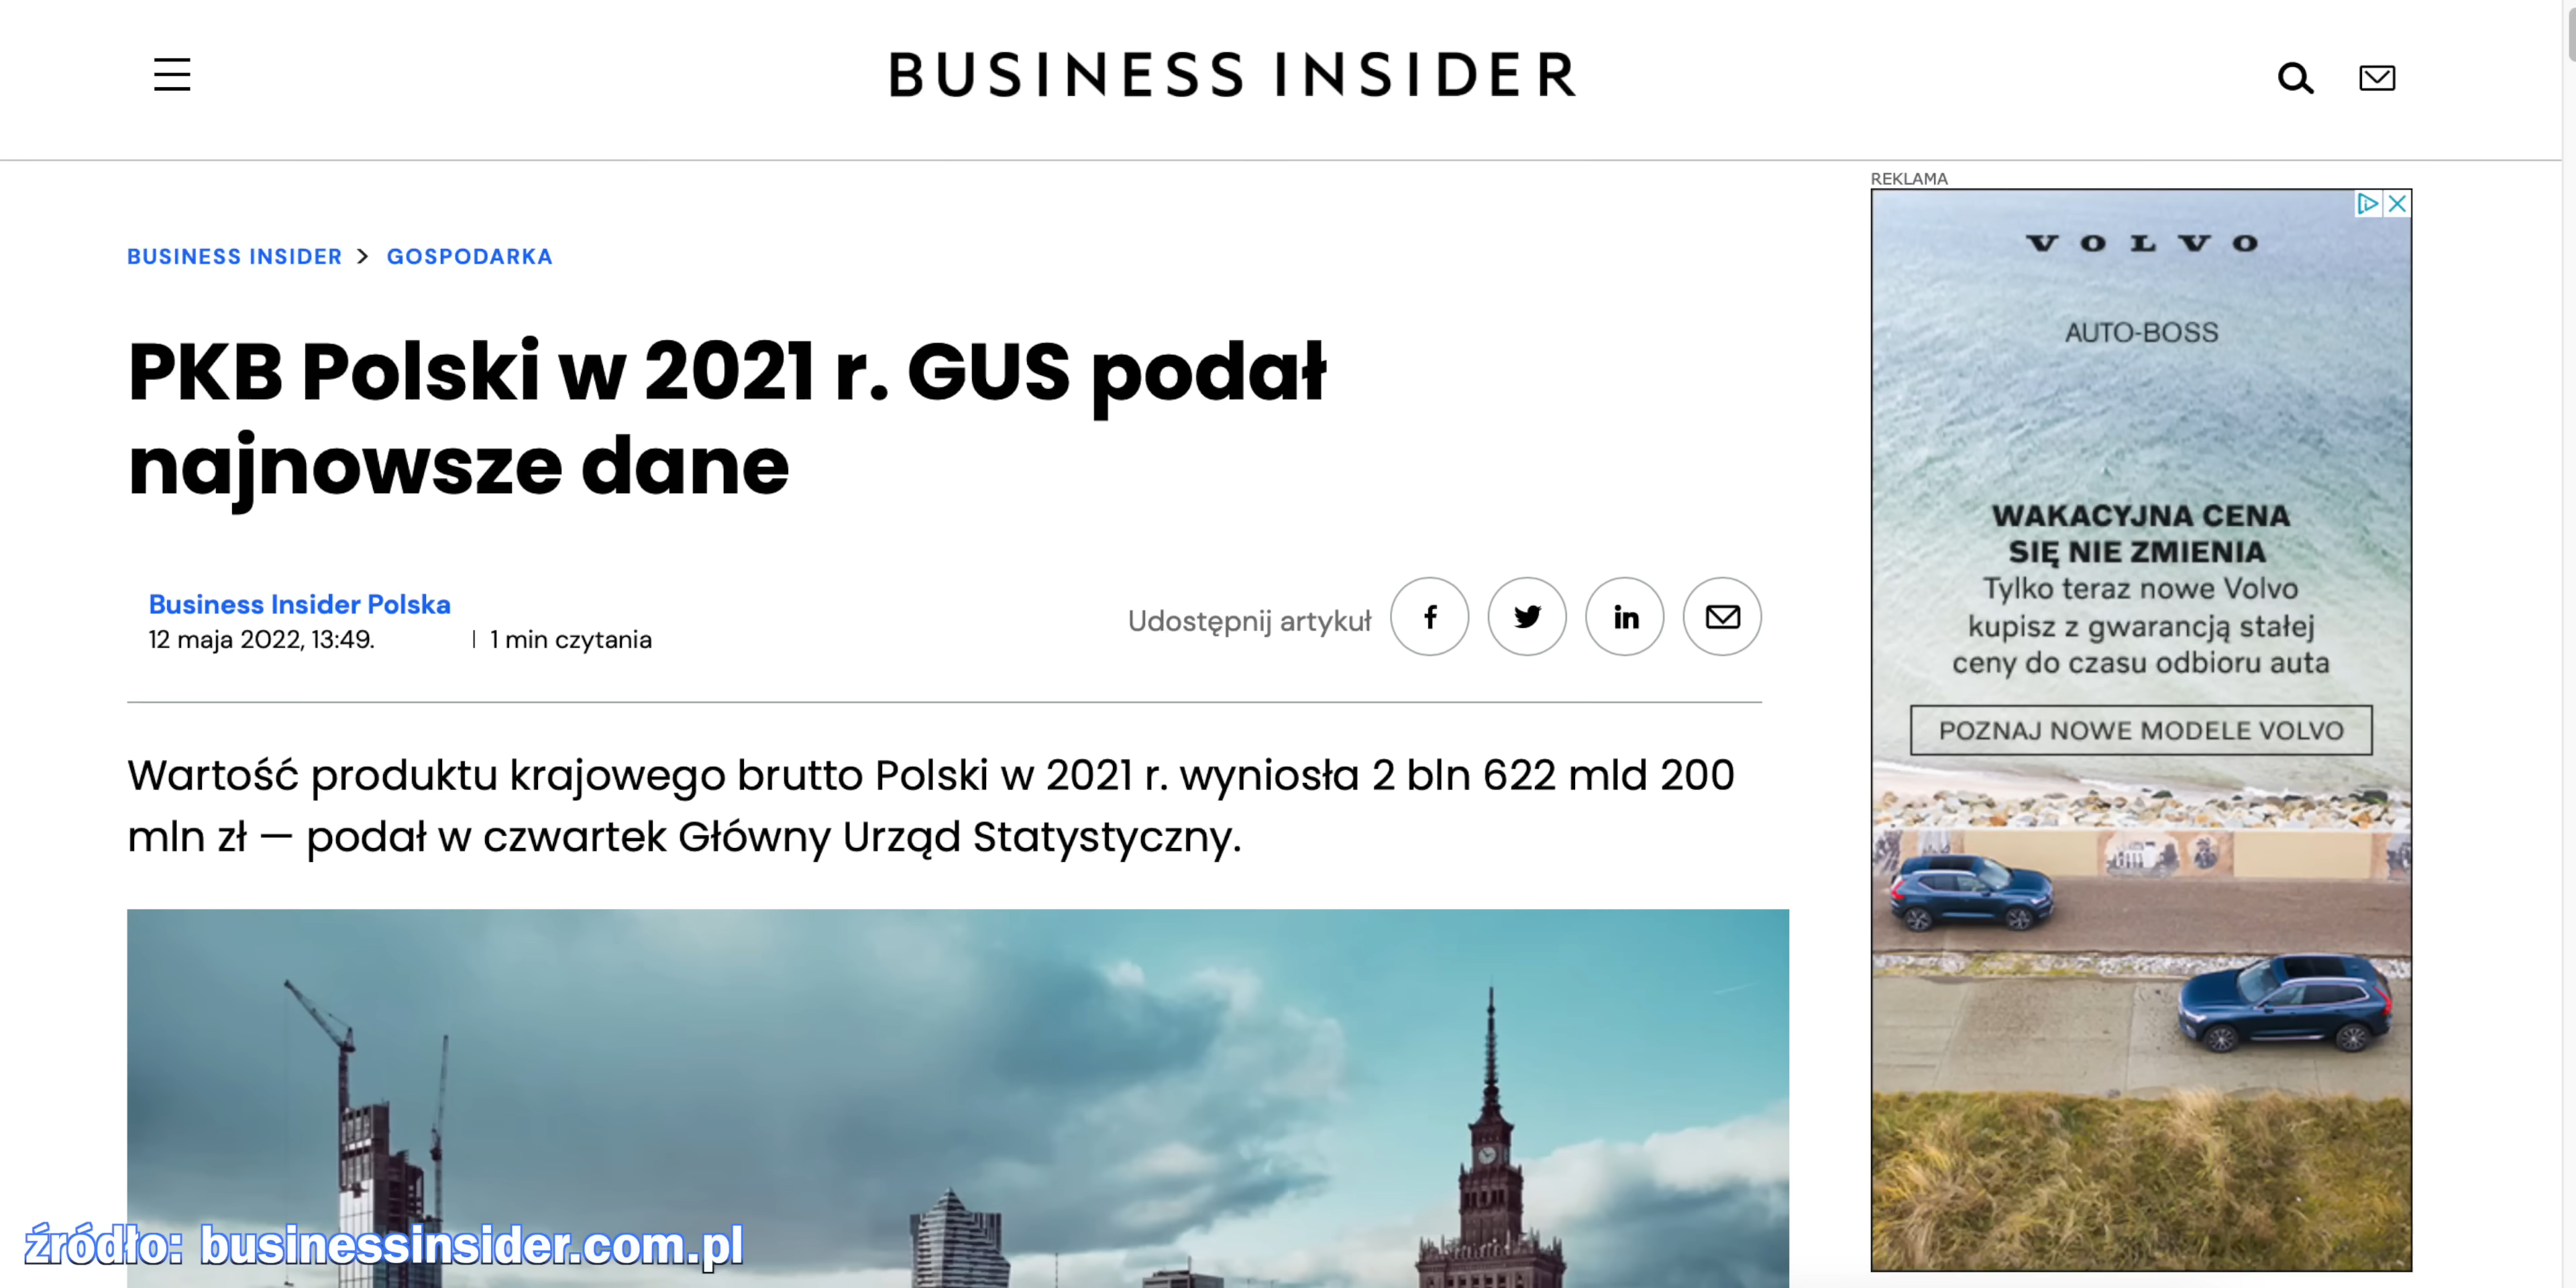 BUSINESS INSIDER
BUSINESS INSIDER > GOSPODARKA
PKB Polski w 2021 r. GUS podał
najnowsze dane
Business Insider Polska
12 maja 2022, 13:49. | 1 min czytania
Udostępnij artykuł
Wartość produktu krajowego brutto Polski w 2021 r. wyniosła 2 bln 622 mld 200
mln zł — podał w czwartek Główny Urząd Statystyczny.
źródło: businessinsider.com.pl
REKLAMA
VOLVO
AUTO-BOSS
WAKACYJNA CENA
SIĘ NIE ZMIENIA
Tylko teraz nowe Volvo
kupisz z gwarancją stałej
ceny do czasu odbioru auta
POZNAJ NOWE MODELE VOLVO